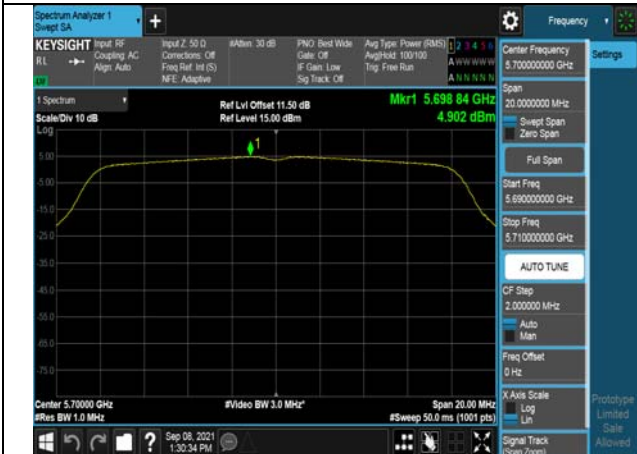 Spectrum Analyzer 1
Swept SA
Frequency
KEYSIGHT
Input: RF
Coupling: AC
Align: Auto
Input Z: 50 Ω
Corrections: Off
Freq Ref: Int (S)
NFE: Adaptive
#Atten: 30 dB
PNO: Best Wide
Gate: Off
IF Gain: Low
Sig Track: Off
Avg Type: Power (RMS)
Avg|Hold: 100/100
Trig: Free Run
1 2 3 4 5 6
A W W W W W
A N N N N N
RL
1 Spectrum
Scale/Div 10 dB
Ref Lvl Offset 11.50 dB
Ref Level 15.00 dBm
Mkr1 5.698 84 GHz
4.902 dBm
Log
1
5.00
-5.00
-15.0
-25.0
-35.0
-45.0
-55.0
-65.0
-75.0
Center 5.70000 GHz
#Res BW 1.0 MHz
#Video BW 3.0 MHz*
Span 20.00 MHz
#Sweep 50.0 ms (1001 pts)
Sep 08, 2021
1:30:34 PM
Center Frequency
5.700000000 GHz
Span
20.0000000 MHz
Swept Span
Zero Span
Full Span
Start Freq
5.690000000 GHz
Stop Freq
5.710000000 GHz
AUTO TUNE
CF Step
2.000000 MHz
Auto
Man
Freq Offset
0 Hz
X Axis Scale
Log
Lin
Signal Track
(Span Zoom)
Settings
Prototype
Limited
Sale
Allowed